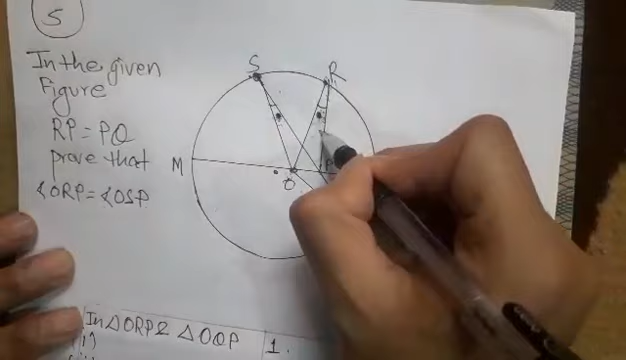 5
In the given
Figure
RP = PQ
prove that
∠ORP = ∠OSP
S
R
M
O
P
In △ORP & △OQP
i)
1.